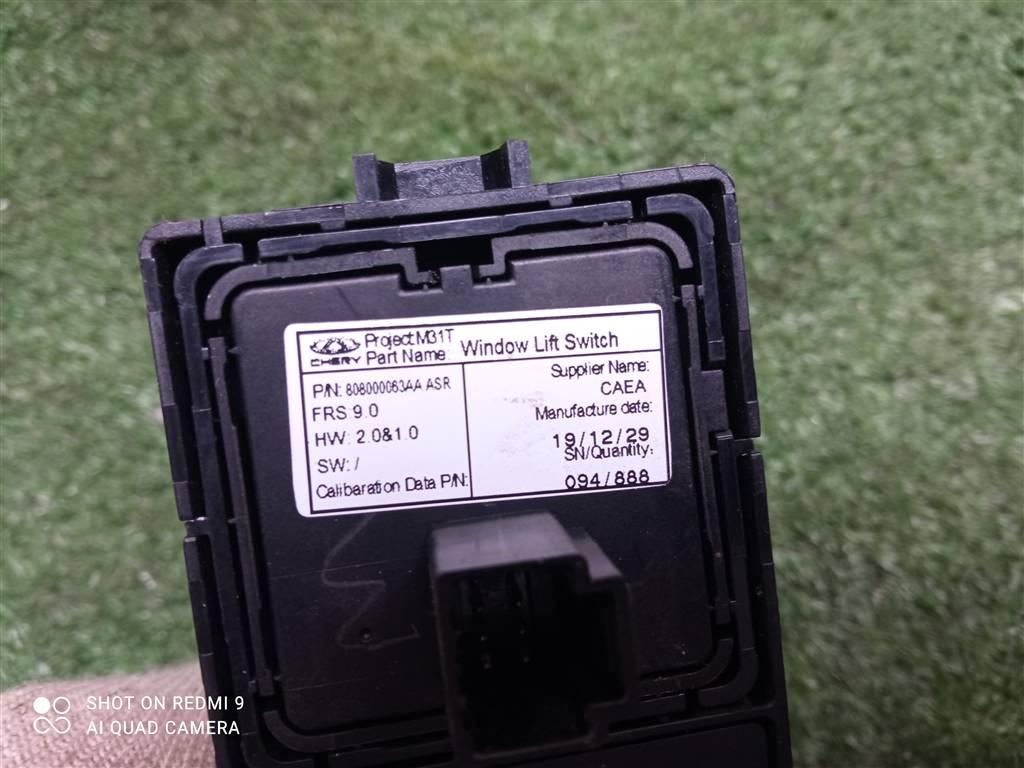 CHERY
Project M31T
Part Name: Window Lift Switch
P/N: 808000063AA ASR
FRS 9.0
HW: 2.0&1.0
SW: /
Calibaration Data P/N:
Supplier Name:
CAEA
Manufacture date:
19/12/29
SN/Quantity:
094/888
SHOT ON REDMI 9
AI QUAD CAMERA